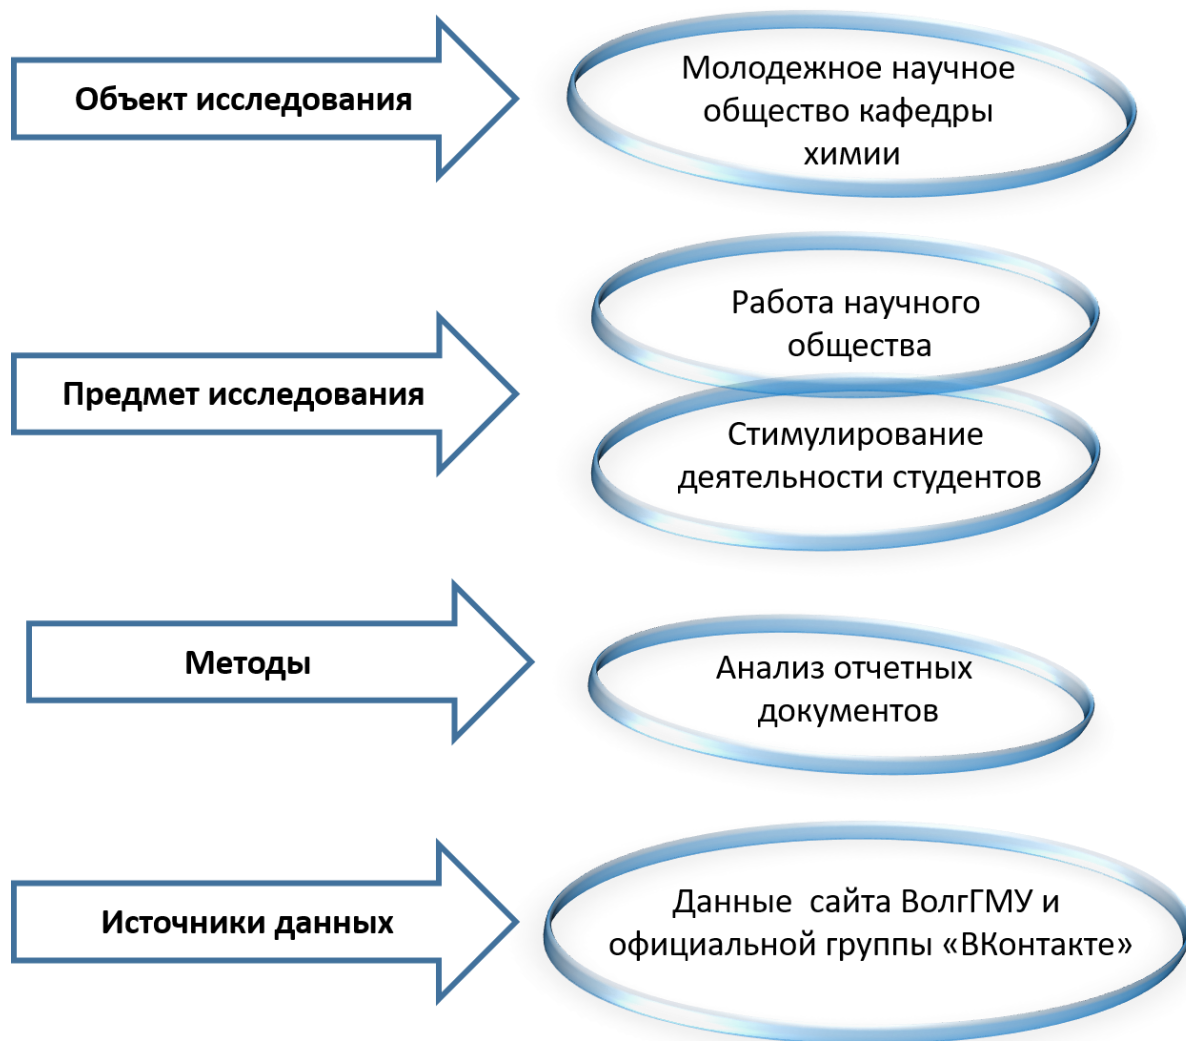 Объект исследования
Молодежное научное
общество кафедры
химии
Предмет исследования
Работа научного
общества
Стимулирование
деятельности студентов
Методы
Анализ отчетных
документов
Источники данных
Данные сайта ВолгГМУ и
официальной группы «ВКонтакте»